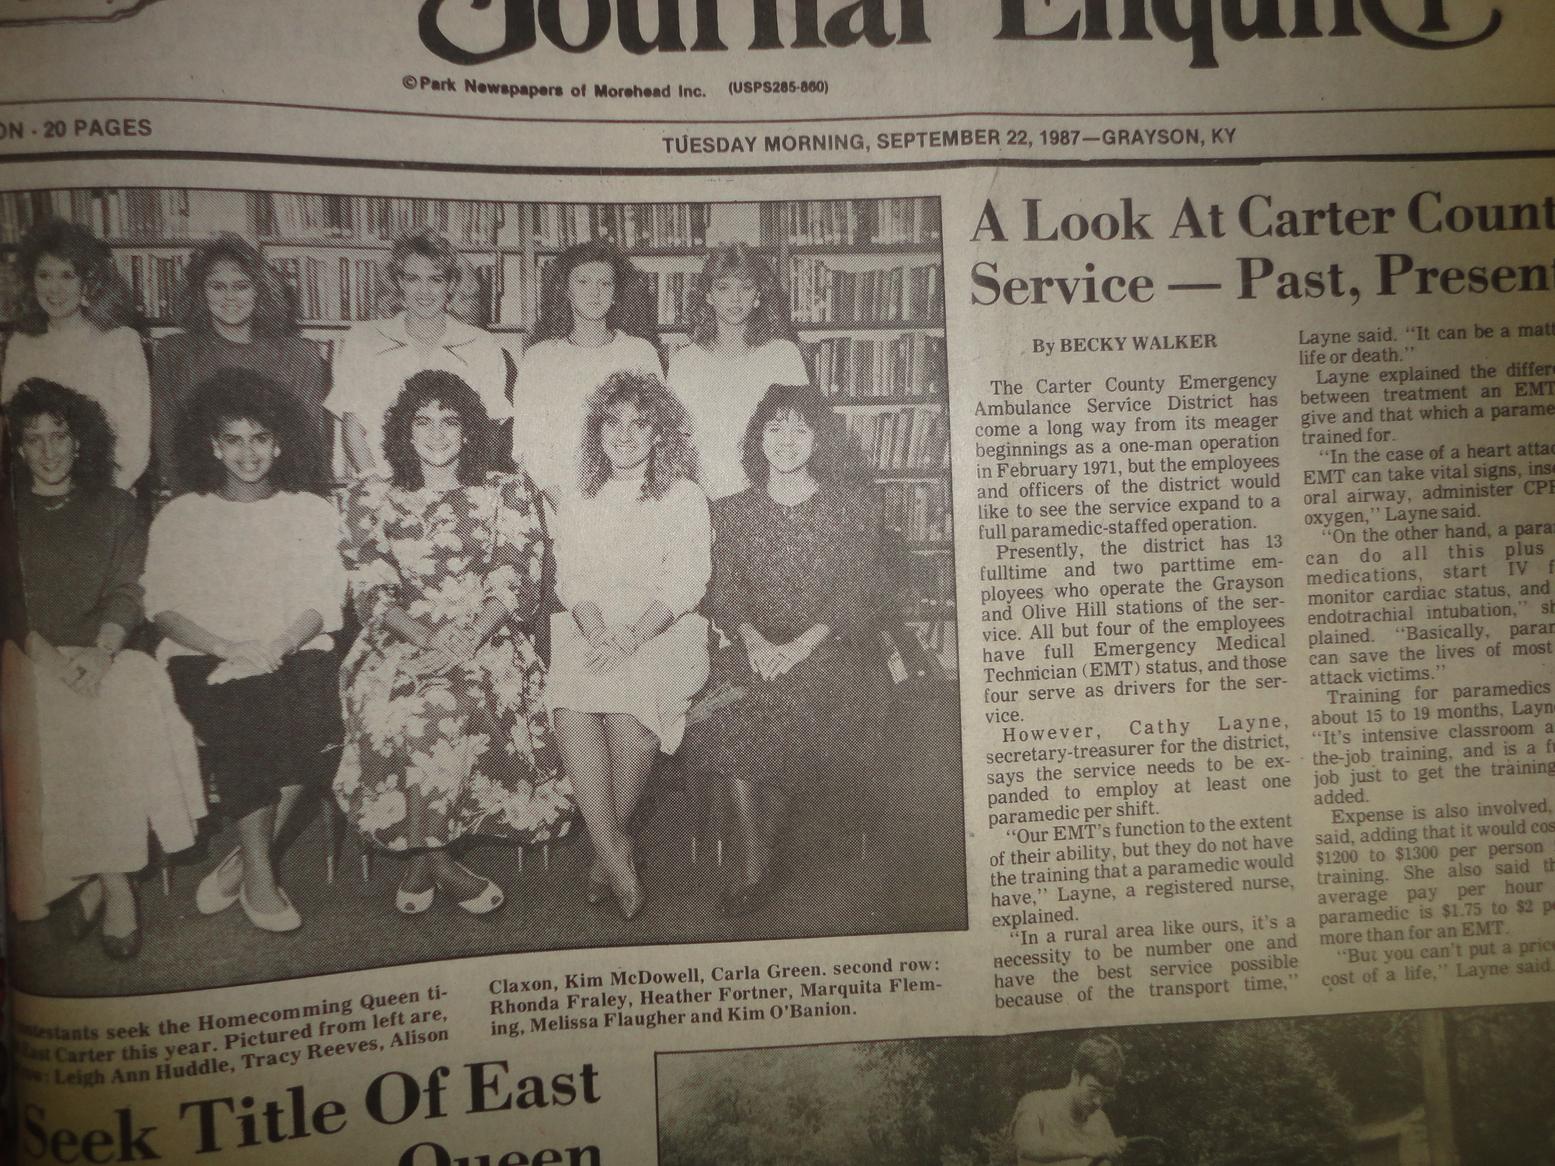 Journal Enquirer
©Park Newspapers of Morehead Inc. (USPS285-860)
ON - 20 PAGES
TUESDAY MORNING, SEPTEMBER 22, 1987—GRAYSON, KY
testants seek the Homecomming Queen ti-
East Carter this year. Pictured from left are,
Leigh Ann Huddle, Tracy Reeves, Alison
Claxon, Kim McDowell, Carla Green. second row:
Rhonda Fraley, Heather Fortner, Marquita Flem-
ing, Melissa Flaugher and Kim O'Banion.
Seek Title Of East
Queen
A Look At Carter Count
Service — Past, Present
By BECKY WALKER
The Carter County Emergency
Ambulance Service District has
come a long way from its meager
beginnings as a one-man operation
in February 1971, but the employees
and officers of the district would
like to see the service expand to a
full paramedic-staffed operation.
Presently, the district has 13
fulltime and two parttime em-
ployees who operate the Grayson
and Olive Hill stations of the ser-
vice. All but four of the employees
have full Emergency Medical
Technician (EMT) status, and those
four serve as drivers for the ser-
vice.
However, Cathy Layne,
secretary-treasurer for the district,
says the service needs to be ex-
panded to employ at least one
paramedic per shift.
"Our EMT's function to the extent
of their ability, but they do not have
the training that a paramedic would
have," Layne, a registered nurse,
explained.
"In a rural area like ours, it's a
necessity to be number one and
have the best service possible
because of the transport time,"
Layne said. "It can be a matt
life or death."
Layne explained the differe
between treatment an EMT
give and that which a parame
trained for.
"In the case of a heart attac
EMT can take vital signs, inse
oral airway, administer CPR
oxygen," Layne said.
"On the other hand, a para
can do all this plus
medications, start IV f
monitor cardiac status, and
endotrachial intubation," sh
plained. "Basically, param
can save the lives of most
attack victims."
Training for paramedics
about 15 to 19 months, Layn
"It's intensive classroom a
the-job training, and is a fu
job just to get the training
added.
Expense is also involved,
said, adding that it would cos
$1200 to $1300 per person
training. She also said th
average pay per hour
paramedic is $1.75 to $2 p
more than for an EMT.
"But you can't put a price
cost of a life," Layne said.